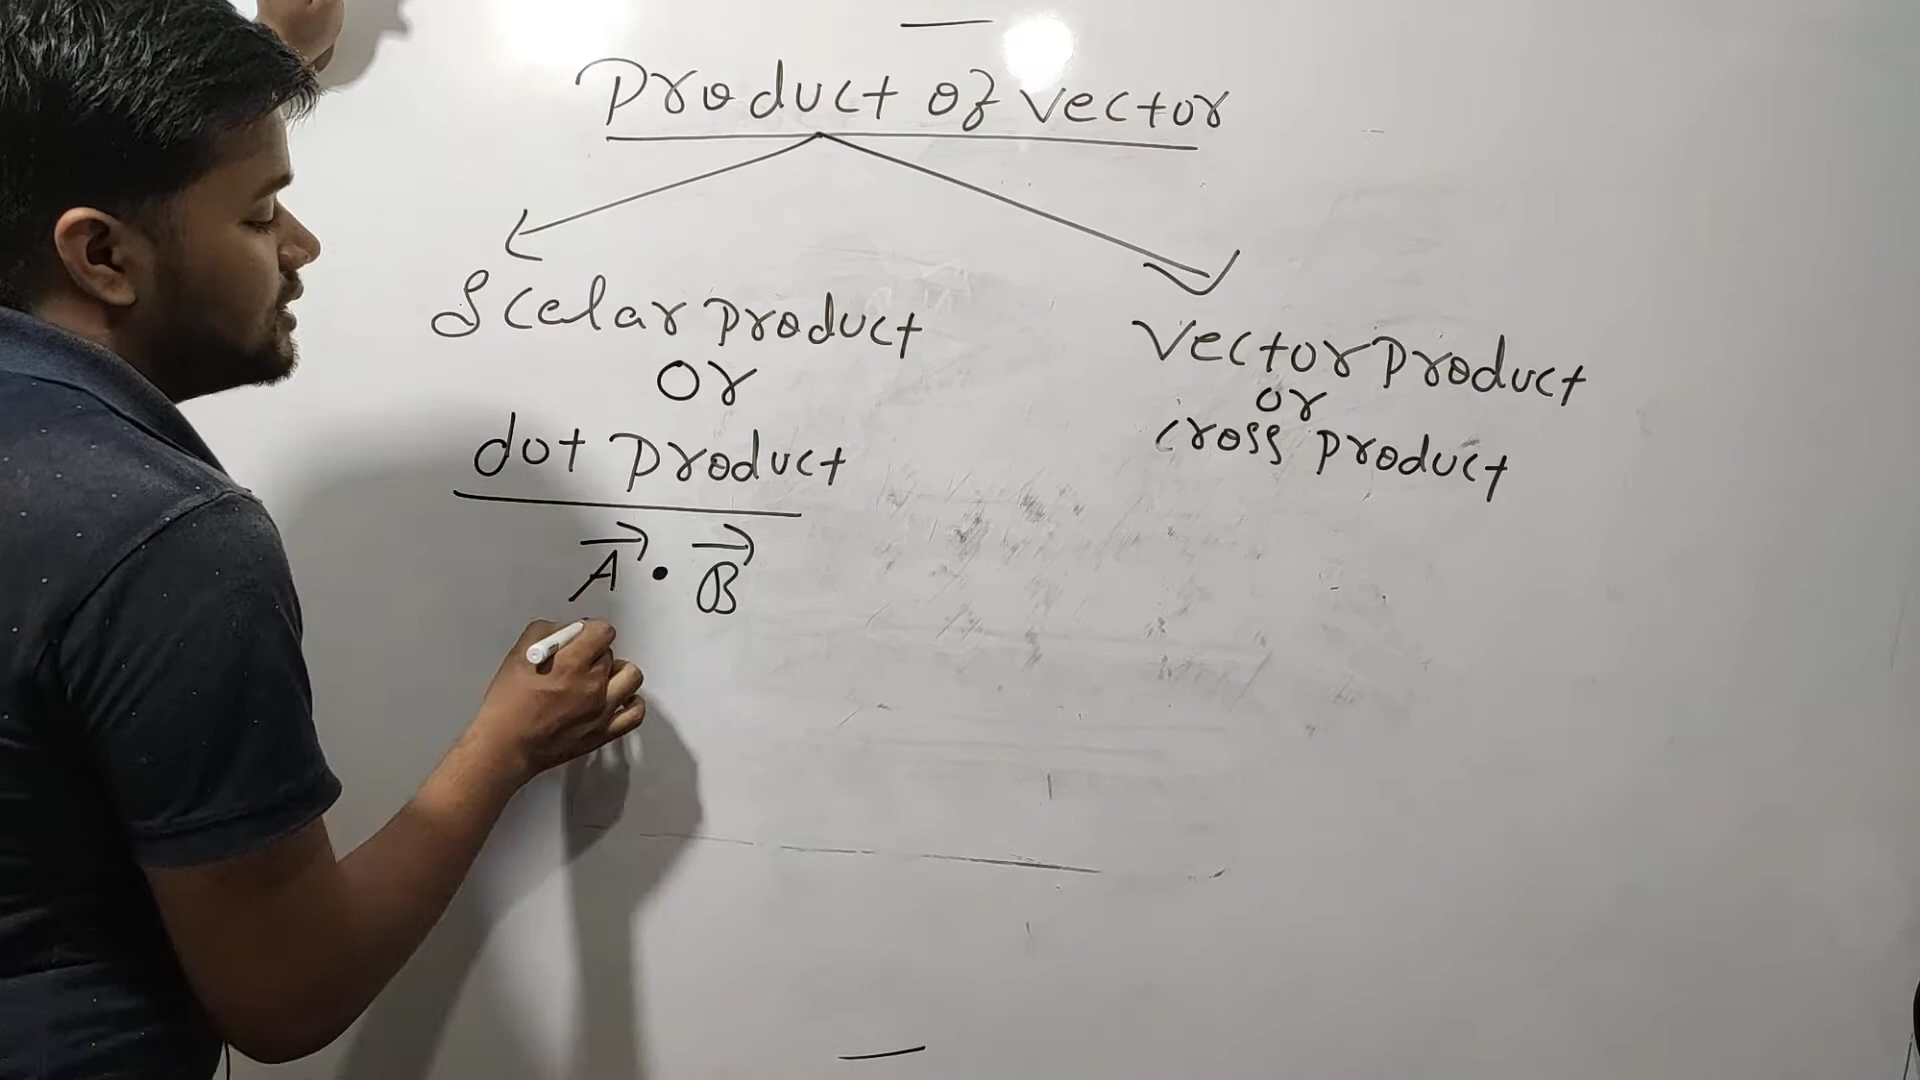 Product of vector
Scalar product
or
dot product
A⃗ . B⃗
Vector product
or
cross product